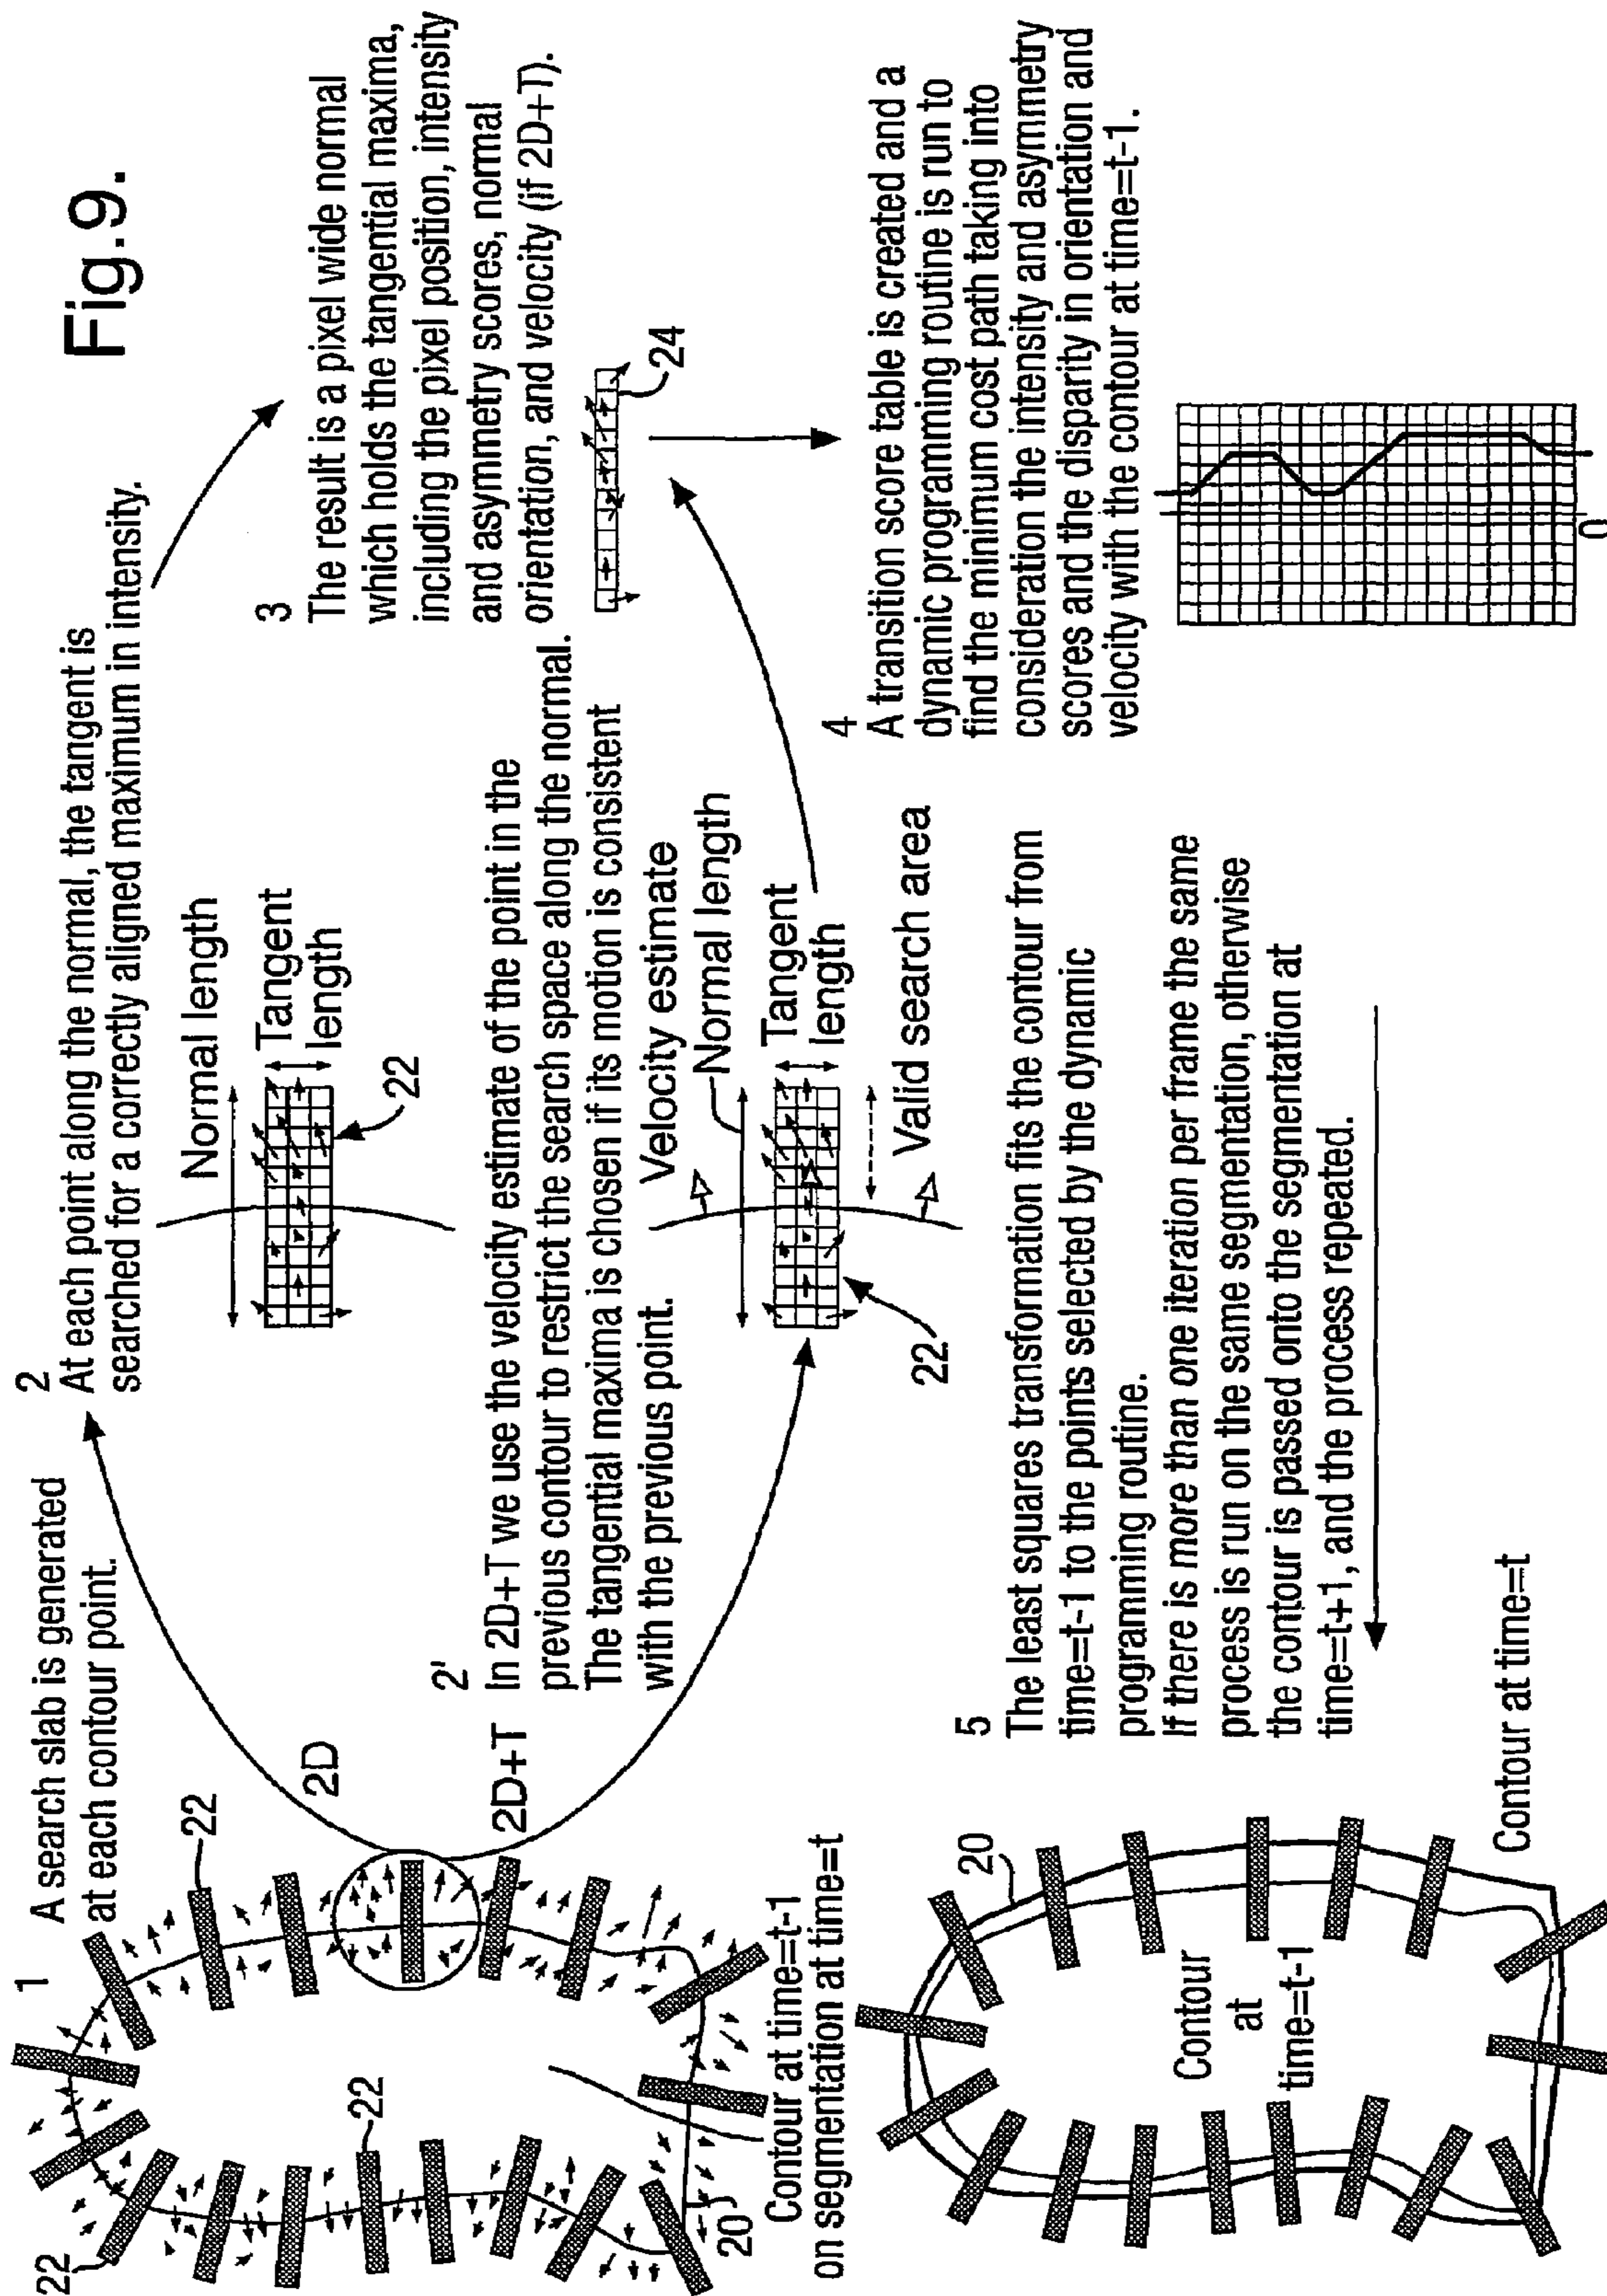 Fig.9.
1
A search slab is generated
at each contour point.
22
22
22
20
2D
2D+T
Contour at time=t-1
on segmentation at time=t
2
At each point along the normal, the tangent is
searched for a correctly aligned maximum in intensity.
Normal length
Tangent
length
22
2'
In 2D+T we use the velocity estimate of the point in the
previous contour to restrict the search space along the normal.
The tangential maxima is chosen if its motion is consistent
with the previous point.
Velocity estimate
Normal length
Tangent
length
Valid search area
22
3
The result is a pixel wide normal
which holds the tangential maxima,
including the pixel position, intensity
and asymmetry scores, normal
orientation, and velocity (if 2D+T).
24
4
A transition score table is created and a
dynamic programming routine is run to
find the minimum cost path taking into
consideration the intensity and asymmetry
scores and the disparity in orientation and
velocity with the contour at time=t-1.
0
5
The least squares transformation fits the contour from
time=t-1 to the points selected by the dynamic
programming routine.
If there is more than one iteration per frame the same
process is run on the same segmentation, otherwise
the contour is passed onto the segmentation at
time=t+1, and the process repeated.
20
Contour
at
time=t-1
Contour at time=t